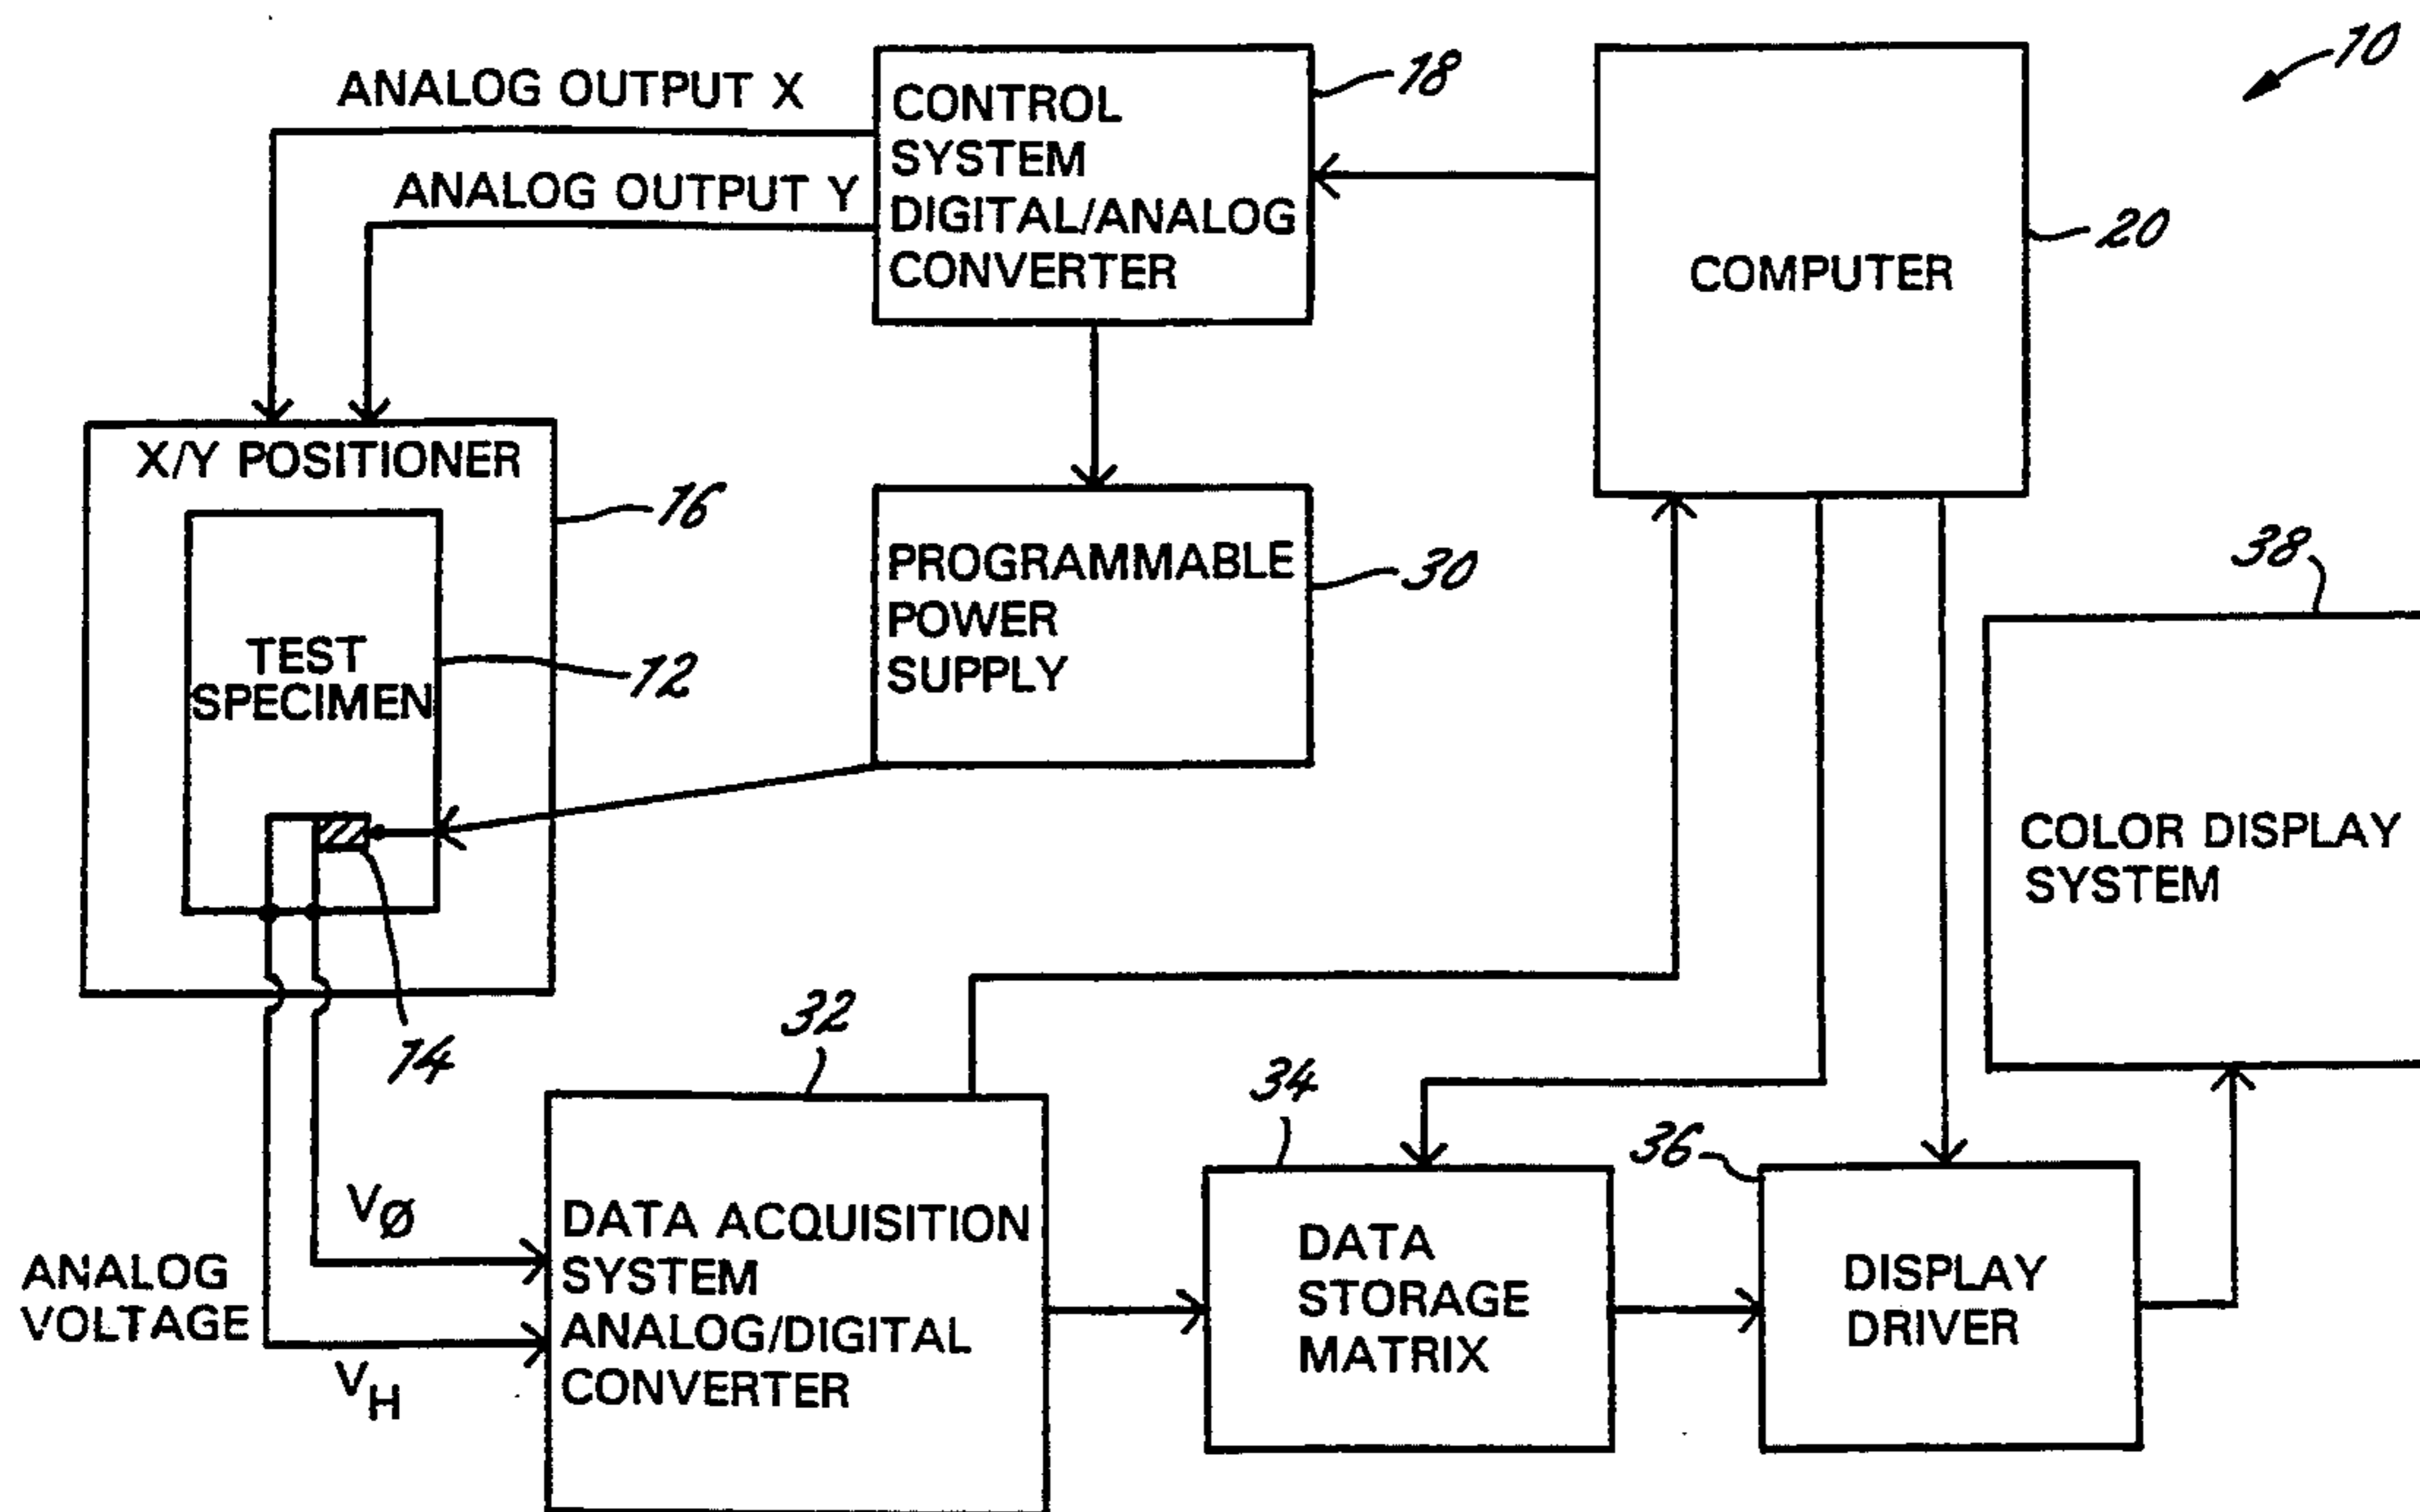 10
ANALOG OUTPUT X
ANALOG OUTPUT Y
CONTROL
SYSTEM
DIGITAL/ANALOG
CONVERTER
18
COMPUTER
20
X/Y POSITIONER
16
TEST
SPECIMEN
12
14
PROGRAMMABLE
POWER
SUPPLY
30
38
COLOR DISPLAY
SYSTEM
ANALOG
VOLTAGE
VØ
VH
32
DATA ACQUISITION
SYSTEM
ANALOG/DIGITAL
CONVERTER
34
DATA
STORAGE
MATRIX
36
DISPLAY
DRIVER